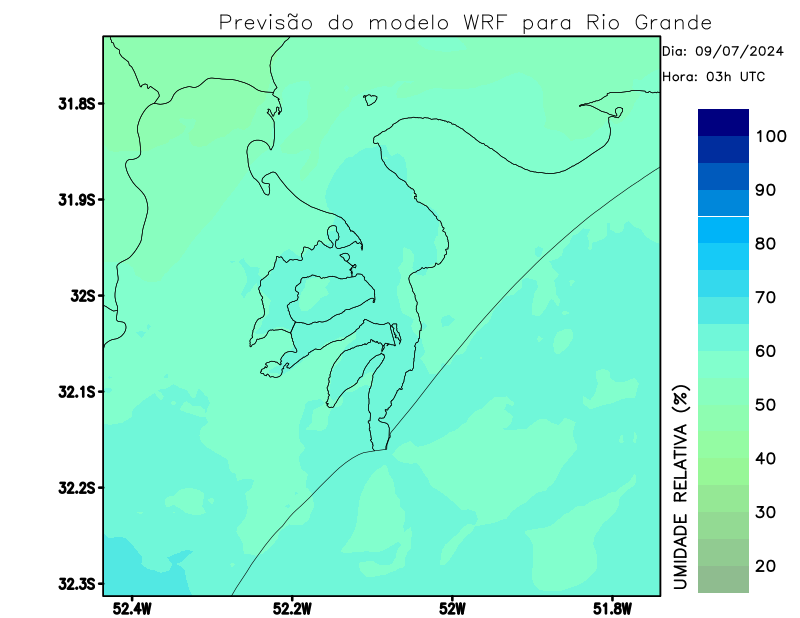 Previsão do modelo WRF para Rio Grande
Dia: 09/07/2024
Hora: 03h UTC
31.8S
31.9S
32S
32.1S
32.2S
32.3S
52.4W
52.2W
52W
51.8W
100
90
80
70
60
50
40
30
20
UMIDADE RELATIVA (%)